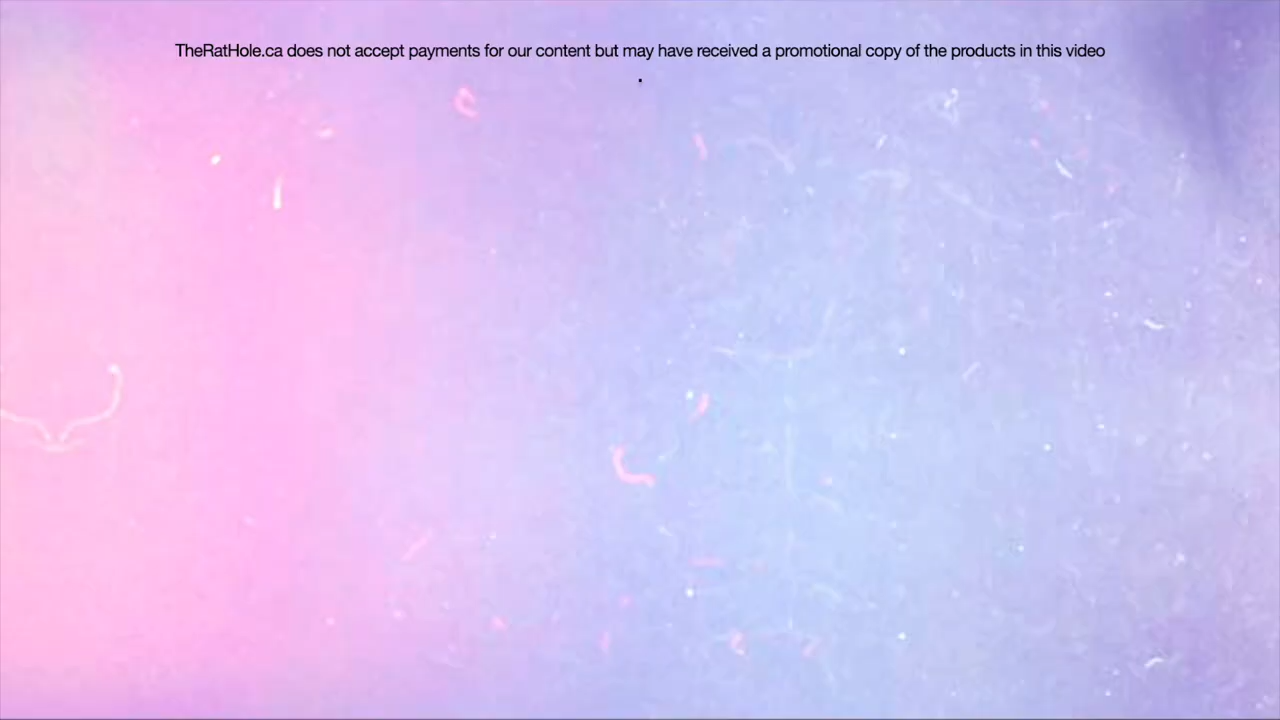 TheRatHole.ca does not accept payments for our content but may have received a promotional copy of the products in this video
.